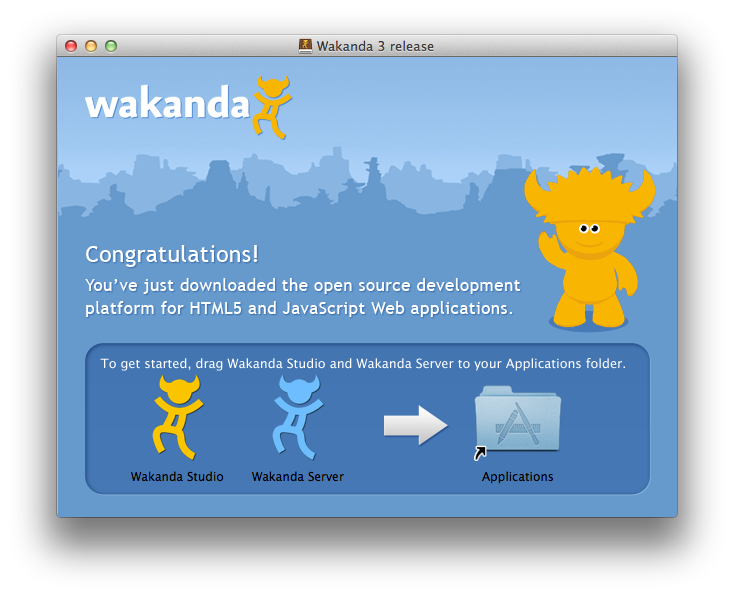 Wakanda 3 release
wakanda
Congratulations!
You’ve just downloaded the open source development
platform for HTML5 and JavaScript Web applications.
To get started, drag Wakanda Studio and Wakanda Server to your Applications folder.
Wakanda Studio
Wakanda Server
Applications